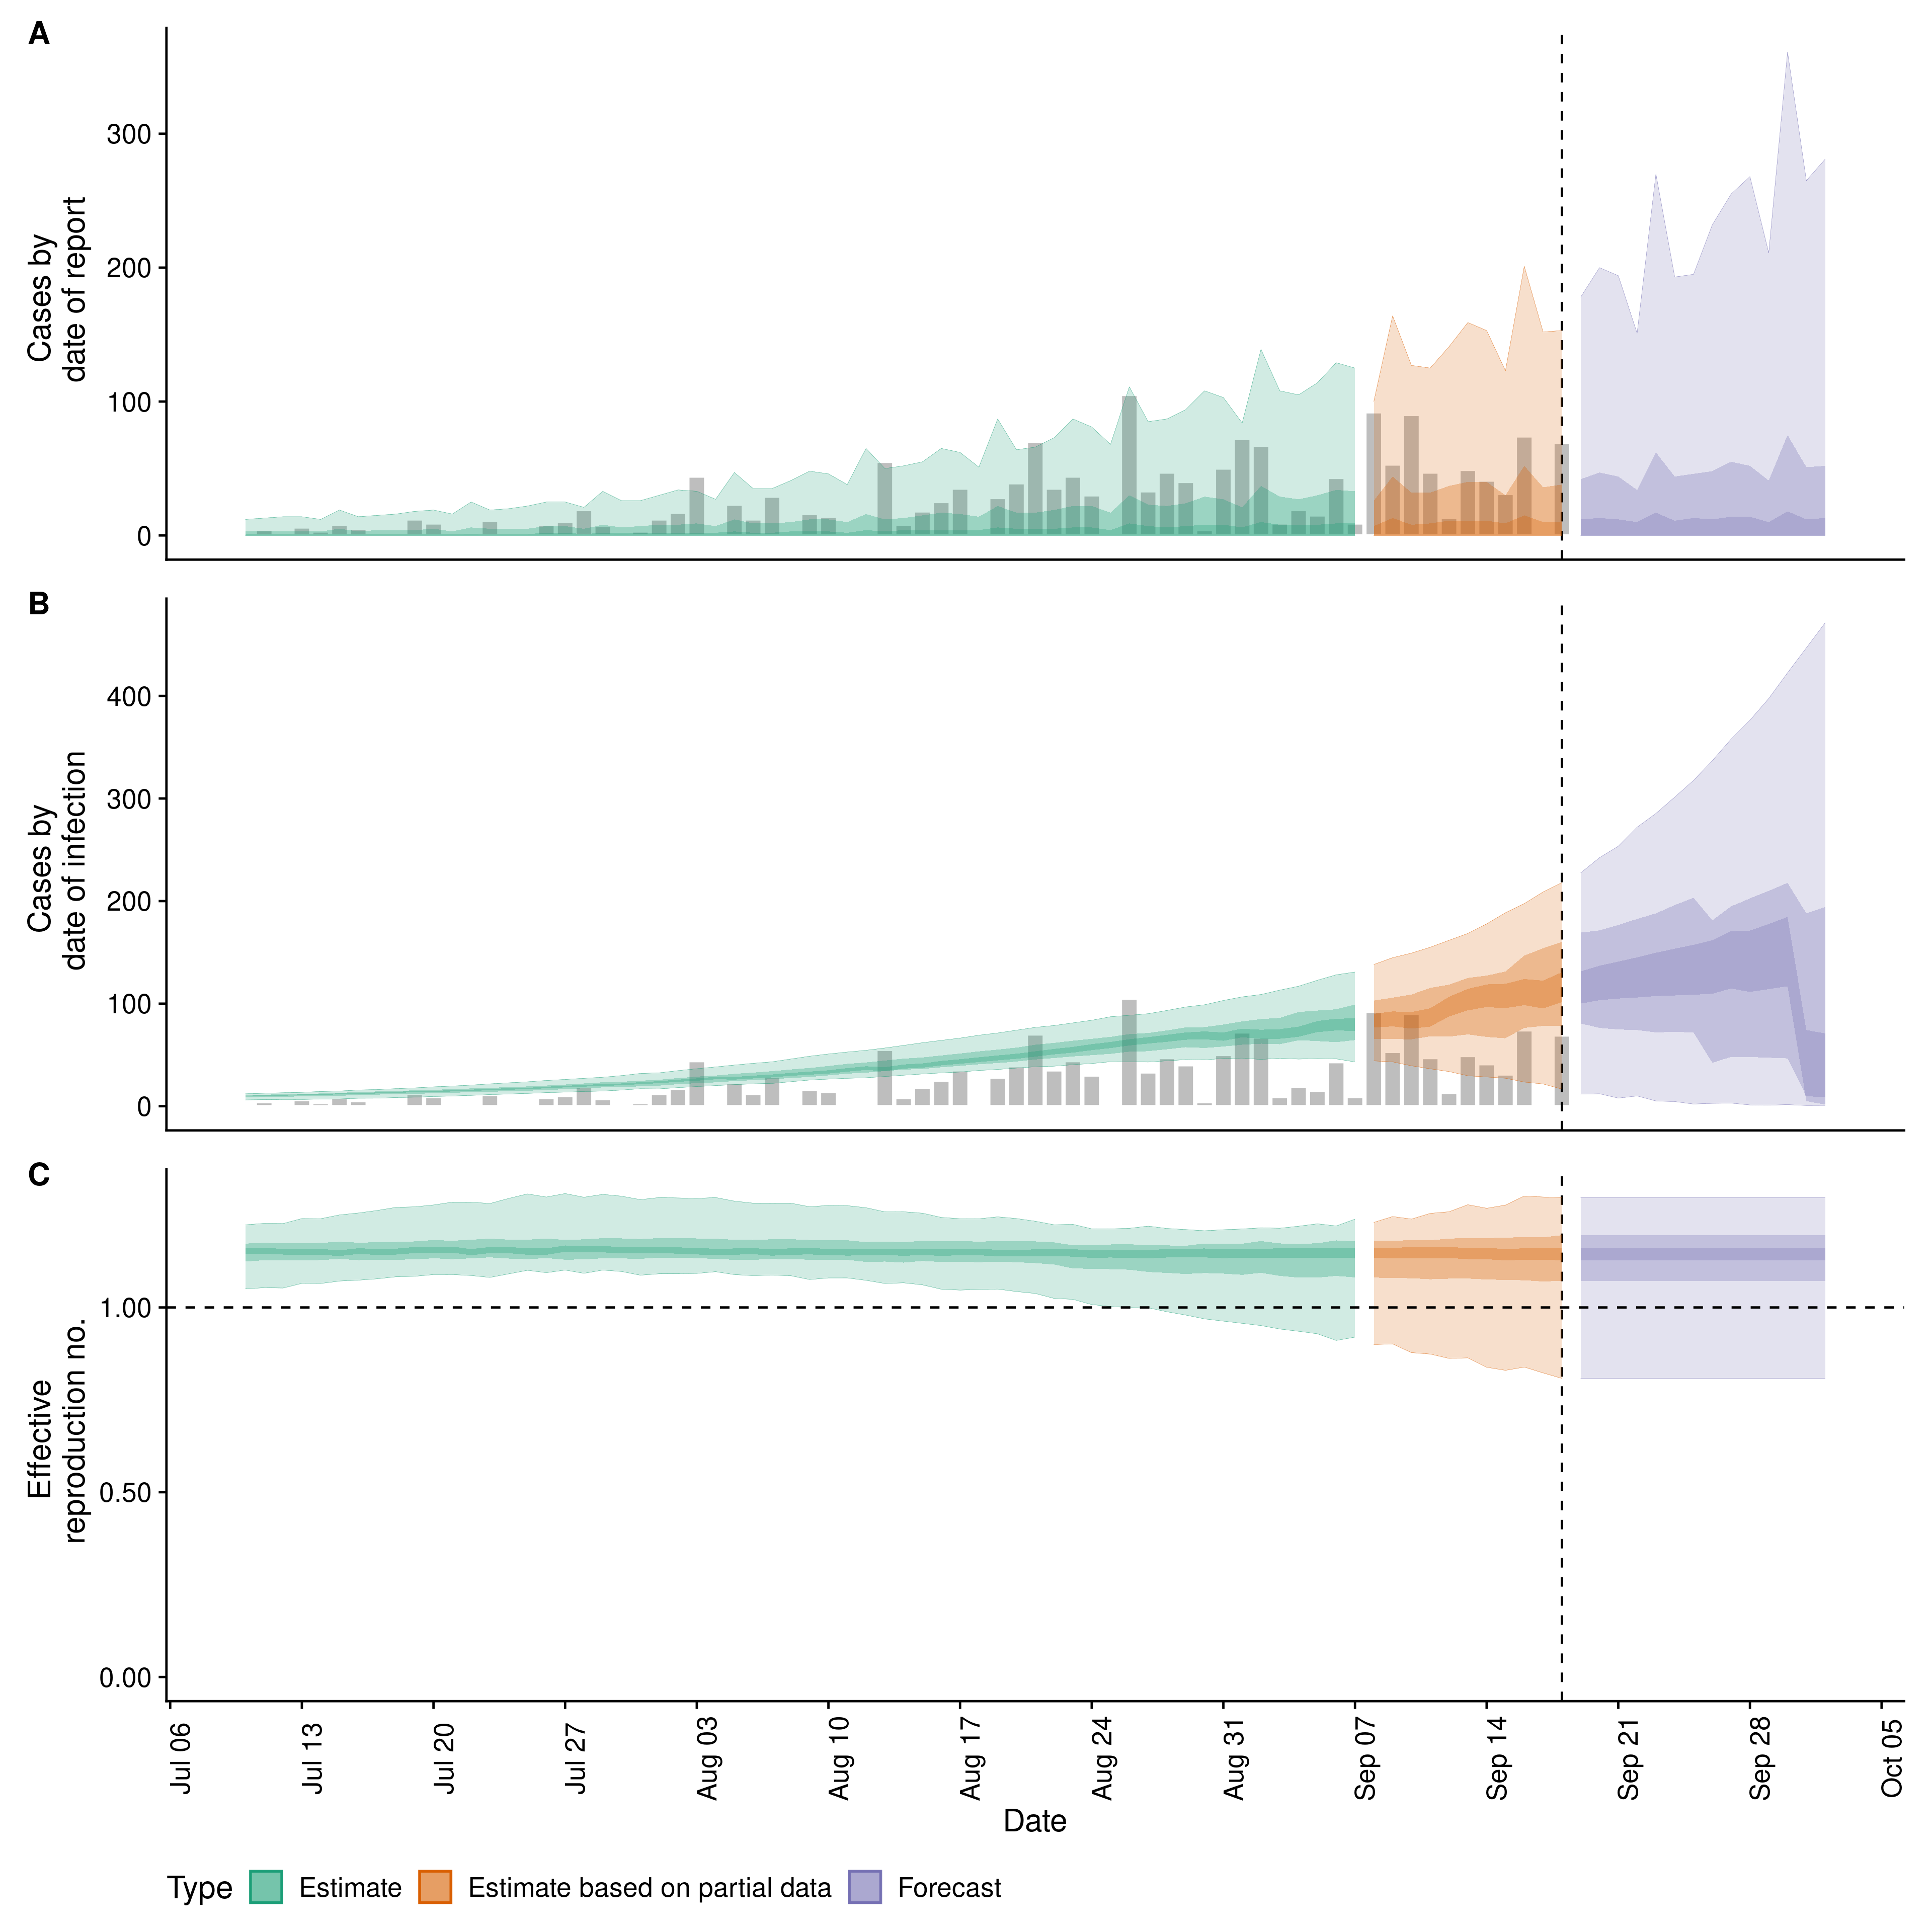 A
Cases by
date of report
300
200
100
0
B
Cases by
date of infection
400
300
200
100
0
C
Effective
reproduction no.
1.00
0.50
0.00
Jul 06
Jul 13
Jul 20
Jul 27
Aug 03
Aug 10
Aug 17
Aug 24
Aug 31
Sep 07
Sep 14
Sep 21
Sep 28
Oct 05
Date
Type Estimate Estimate based on partial data Forecast